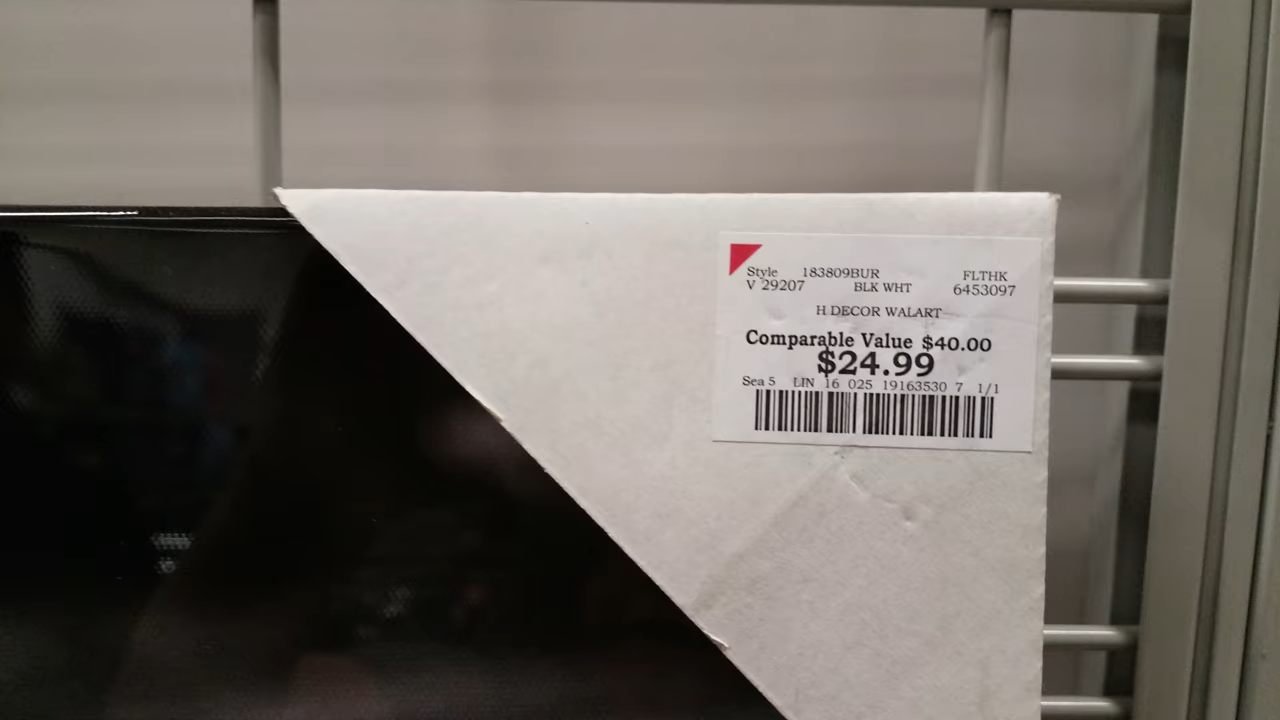 Style 183809BUR FLTHK
V 29207 BLK WHT 6453097
H DECOR WALART
Comparable Value $40.00
$24.99
Sea 5 LIN 16 025 19163530 7 1/1